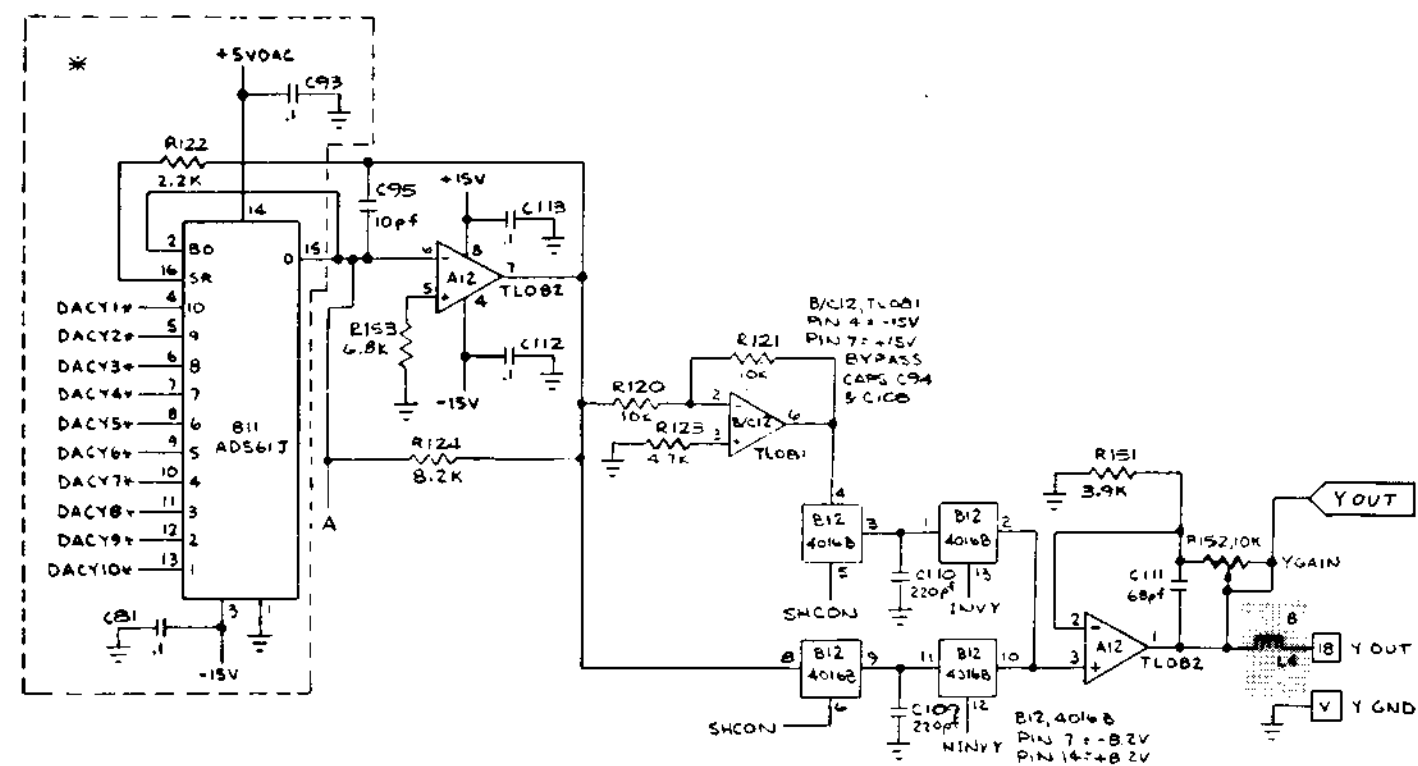 *
+5VDAC
C93
.1
R122
2.2K
C95
10pf
+15V
C113
.1
14
2 BO
16 SR
O 15
6 -
5 +
8
A12
4
7
TL082
DACY1* 4 10
DACY2* 5 9
DACY3* 6 8
DACY4* 7 7
DACY5* 8 6
DACY6* 9 5
DACY7* 10 4
DACY8* 11 3
DACY9* 12 2
DACY10* 13 1
B11
AD561J
R153
6.8K
C112
.1
-15V
R124
8.2K
A
C81
.1
3
1
-15V
R120
10K
R121
10K
R123
4.7K
2 -
3 +
B/C12
6
TL081
B/C12, TL081
PIN 4 = -15V
PIN 7 = +15V
BYPASS
CAPS C94
& C108
4
B12
4016B
3
5
SHCON
C110
220pf
1
B12
4016B
2
13
INVY
8
B12
4016B
9
6
SHCON
C109
220pf
11
B12
4016B
10
12
NINVY
B12, 4016B
PIN 7 = -8.2V
PIN 14 = +8.2V
R151
3.9K
R152, 10K
YGAIN
C111
68pf
2 -
3 +
A12
1
TL082
Y OUT
B
L4
18 Y OUT
V Y GND